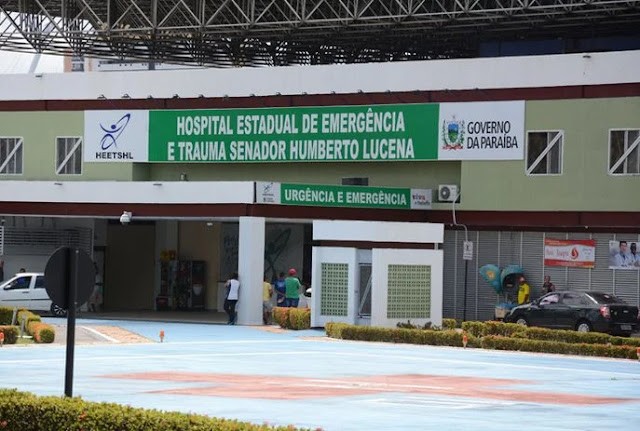 HOSPITAL ESTADUAL DE EMERGÊNCIA
E TRAUMA SENADOR HUMBERTO LUCENA
HEETSHL
GOVERNO
DA PARAÍBA
URGÊNCIA E EMERGÊNCIA